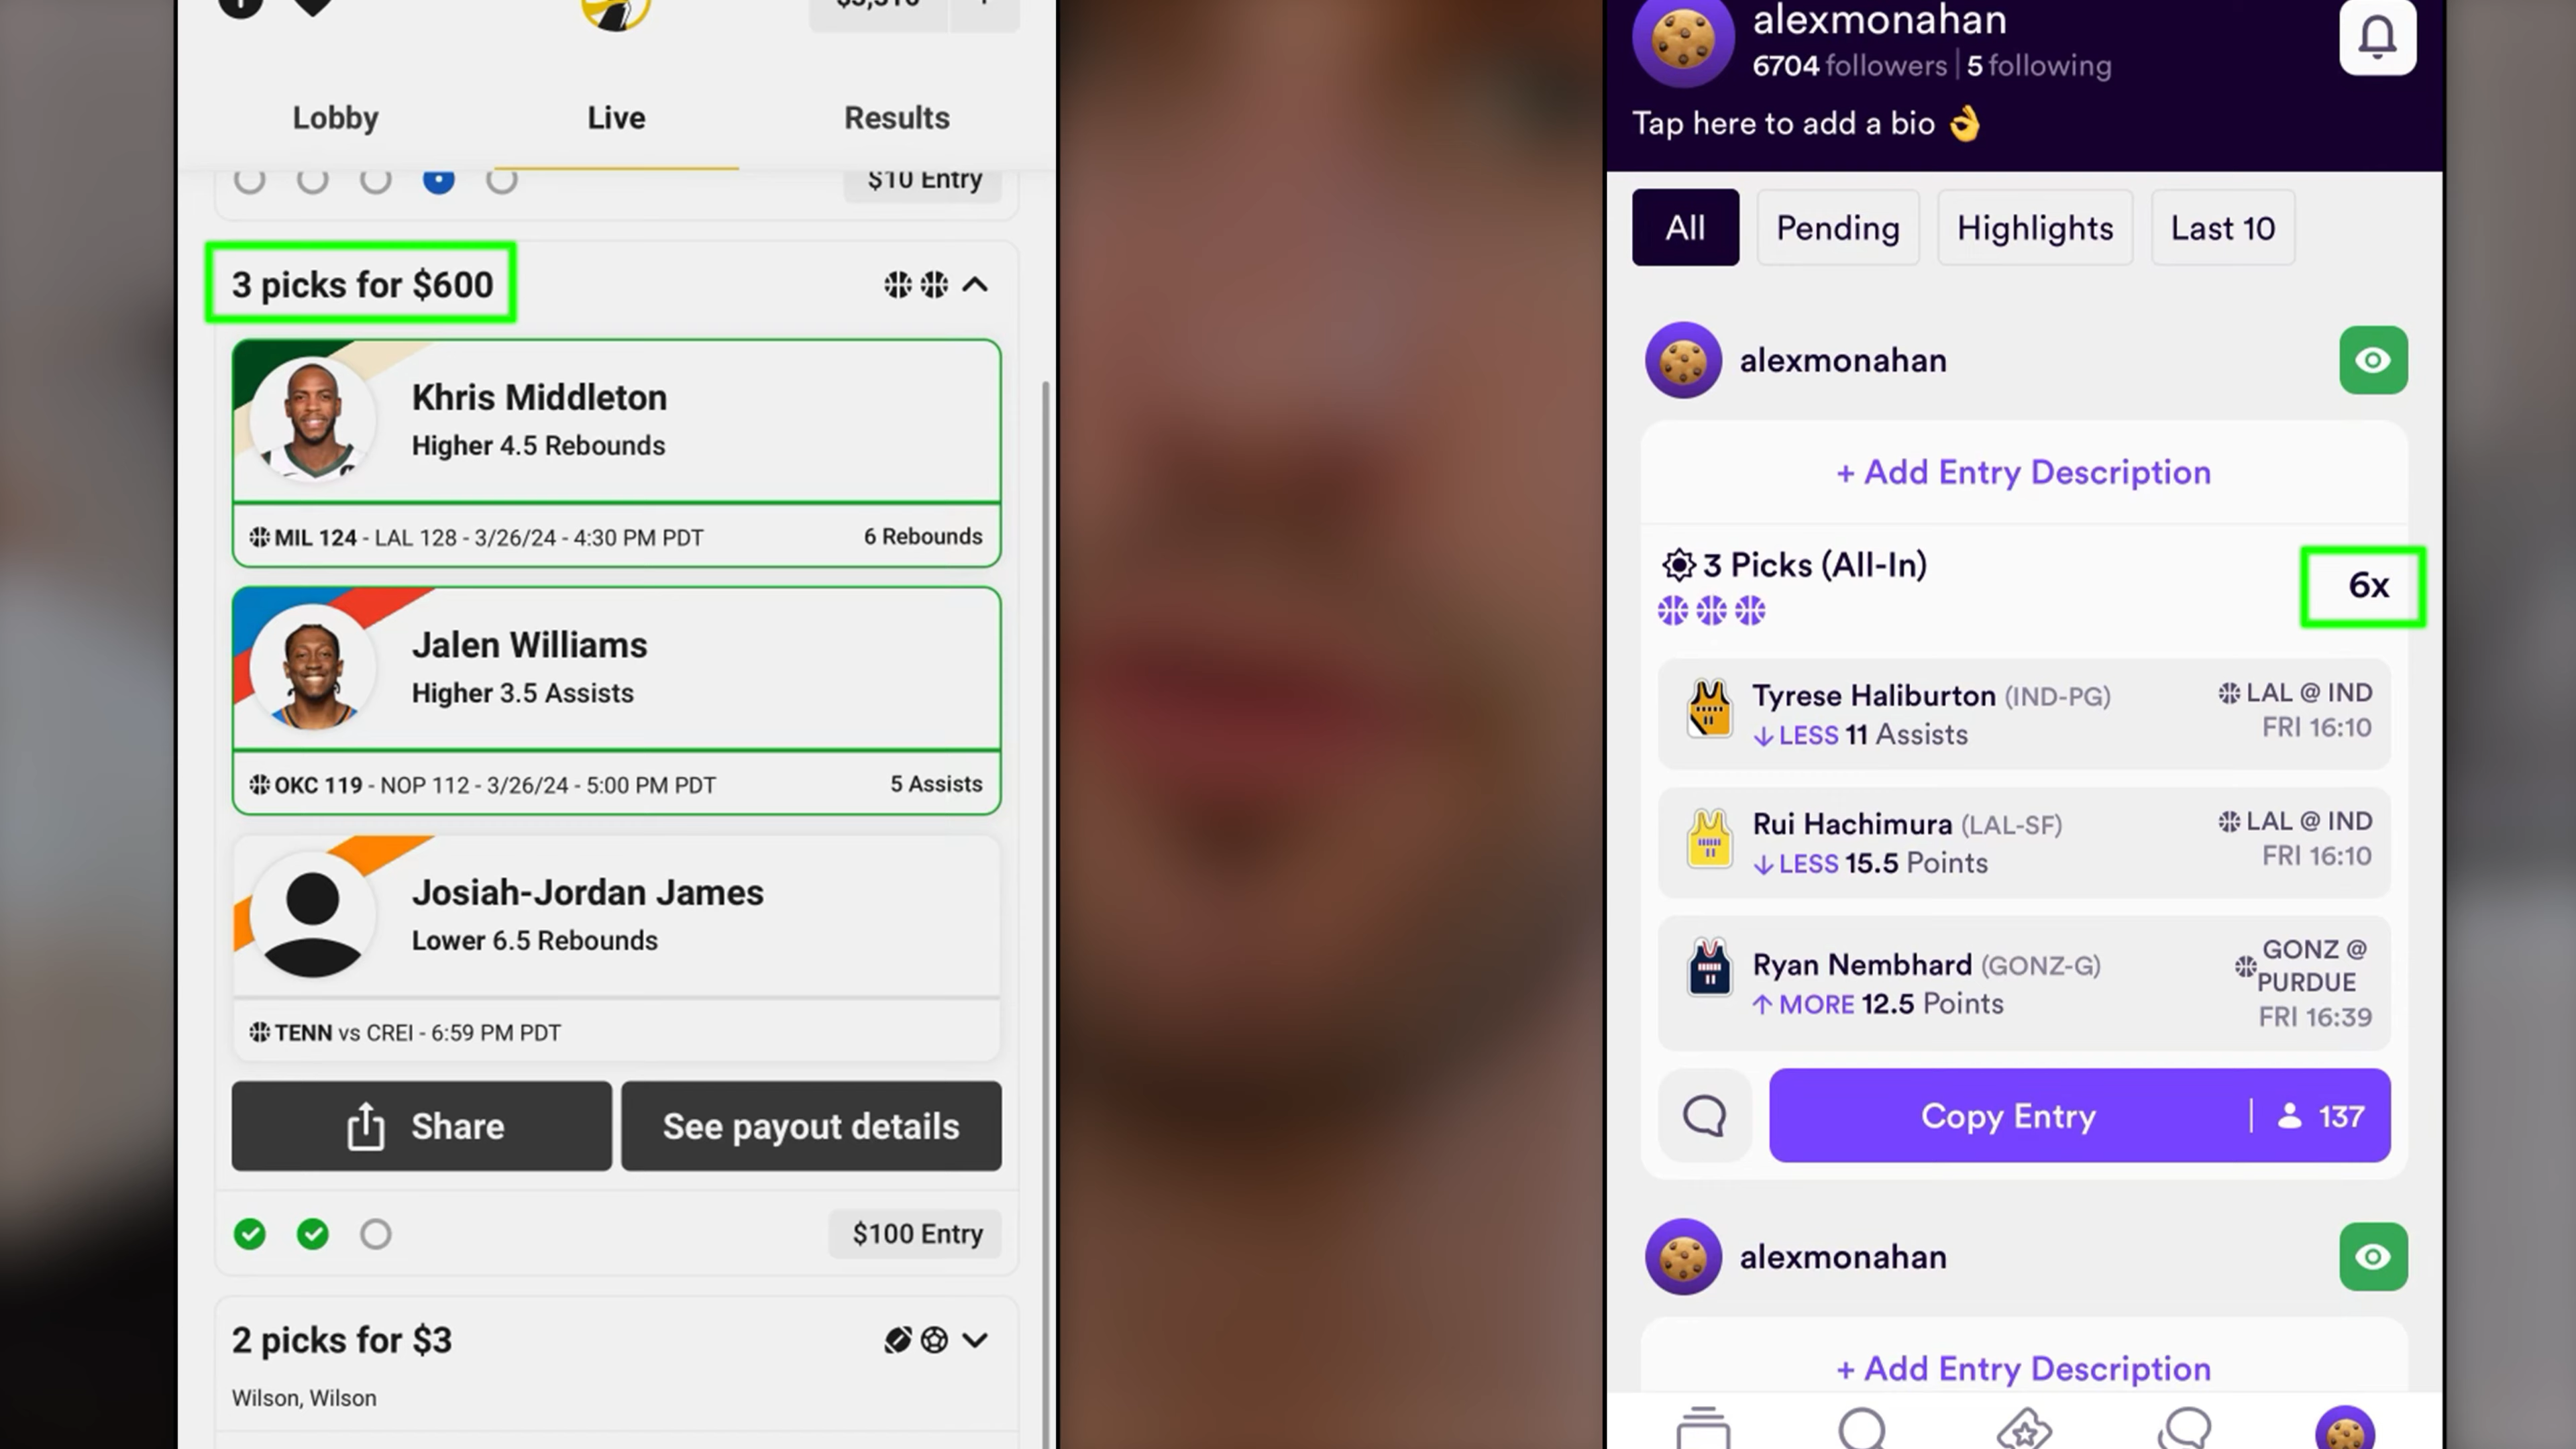 Lobby
Live
Results
$10 Entry
3 picks for $600
Khris Middleton
Higher 4.5 Rebounds
MIL 124 - LAL 128 - 3/26/24 - 4:30 PM PDT
6 Rebounds
Jalen Williams
Higher 3.5 Assists
OKC 119 - NOP 112 - 3/26/24 - 5:00 PM PDT
5 Assists
Josiah-Jordan James
Lower 6.5 Rebounds
TENN vs CREI - 6:59 PM PDT
Share
See payout details
$100 Entry
2 picks for $3
Wilson, Wilson
alexmonahan
6704 followers | 5 following
Tap here to add a bio 👌
All
Pending
Highlights
Last 10
alexmonahan
+ Add Entry Description
3 Picks (All-In)
6x
Tyrese Haliburton (IND-PG)
LAL @ IND
↓ LESS 11 Assists
FRI 16:10
Rui Hachimura (LAL-SF)
LAL @ IND
↓ LESS 15.5 Points
FRI 16:10
Ryan Nembhard (GONZ-G)
GONZ @
PURDUE
↑ MORE 12.5 Points
FRI 16:39
Copy Entry | 137
alexmonahan
+ Add Entry Description